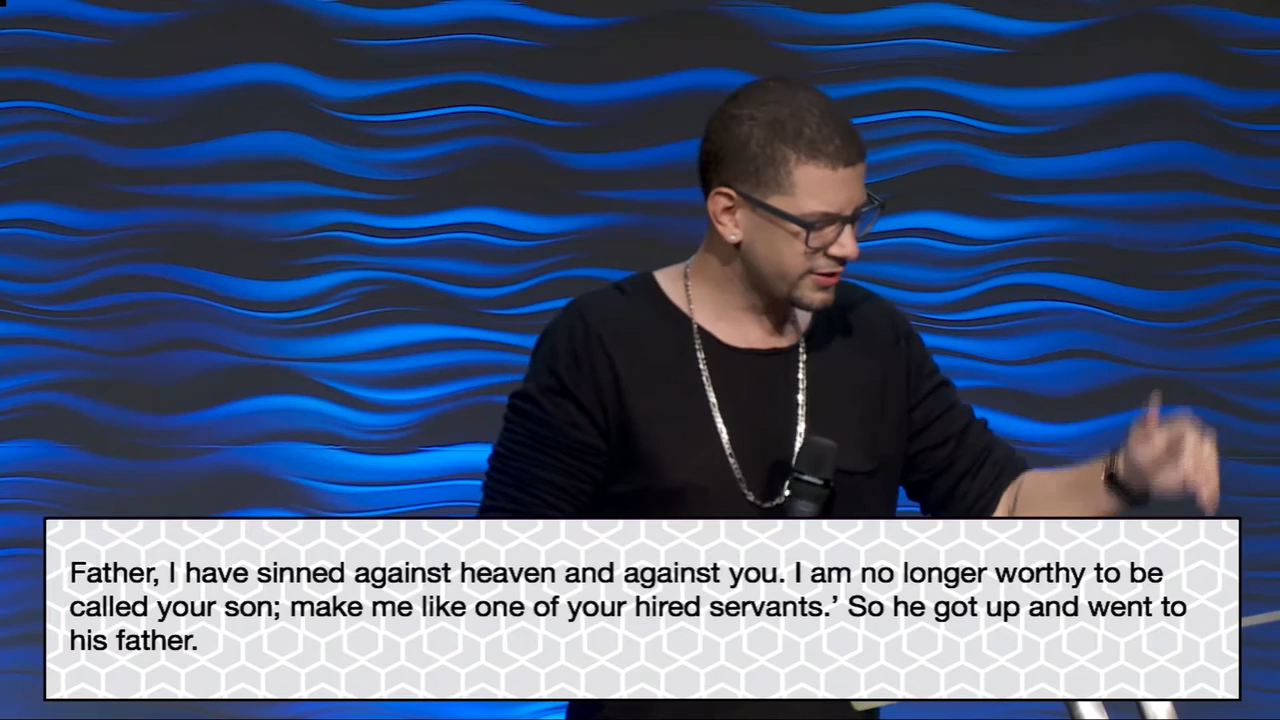 Father, I have sinned against heaven and against you. I am no longer worthy to be
called your son; make me like one of your hired servants.’ So he got up and went to
his father.